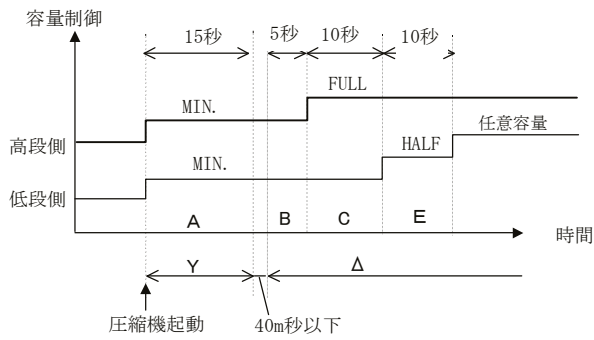 容量制御
15秒
5秒
10秒
10秒
FULL
MIN.
任意容量
HALF
高段側
MIN.
低段側
A
B
C
E
時間
Y
Δ
圧縮機起動
40m秒以下